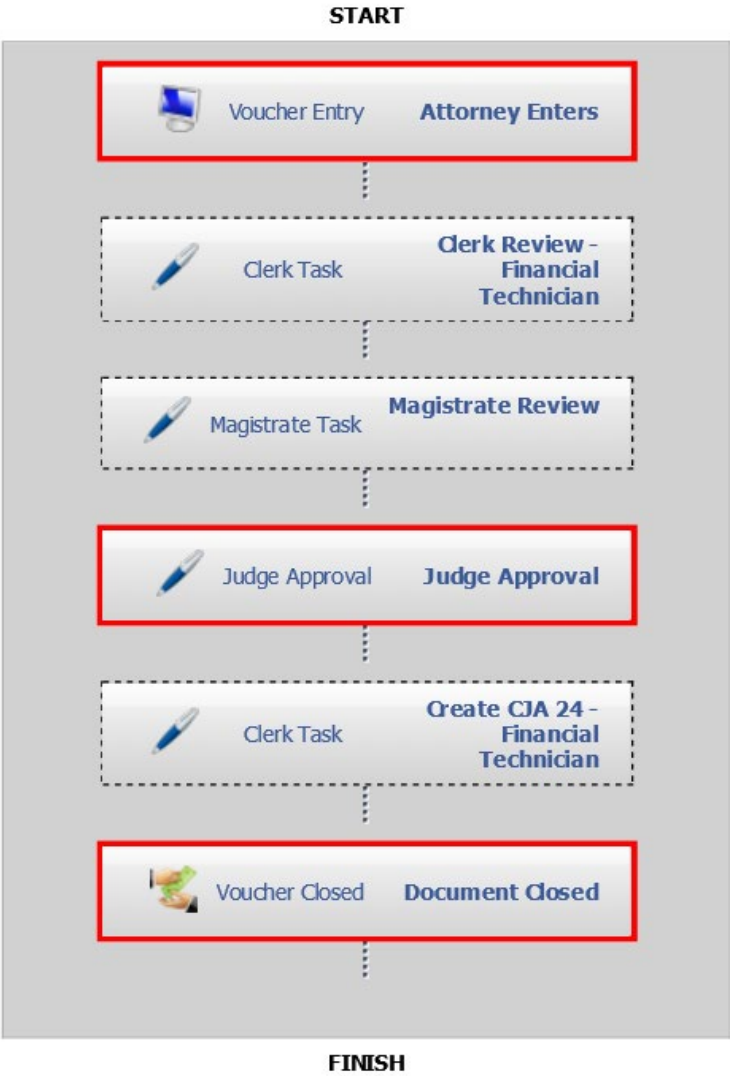 START
Voucher Entry Attorney Enters
Clerk Task Clerk Review -
Financial
Technician
Magistrate Task Magistrate Review
Judge Approval Judge Approval
Clerk Task Create CJA 24 -
Financial
Technician
Voucher Closed Document Closed
FINISH